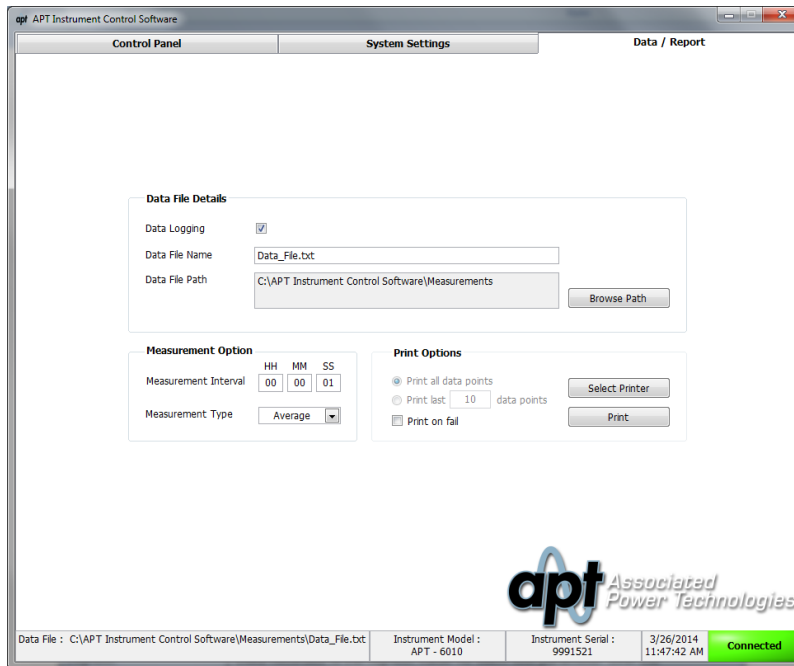 apt APT Instrument Control Software
Control Panel
System Settings
Data / Report
Data File Details
Data Logging
Data File Name
Data_File.txt
Data File Path
C:\APT Instrument Control Software\Measurements
Browse Path
Measurement Option
HH MM SS
Measurement Interval 00 00 01
Measurement Type Average
Print Options
Print all data points
Print last 10 data points
Print on fail
Select Printer
Print
apt Associated
Power Technologies
Data File : C:\APT Instrument Control Software\Measurements\Data_File.txt
Instrument Model :
APT - 6010
Instrument Serial :
9991521
3/26/2014
11:47:42 AM
Connected